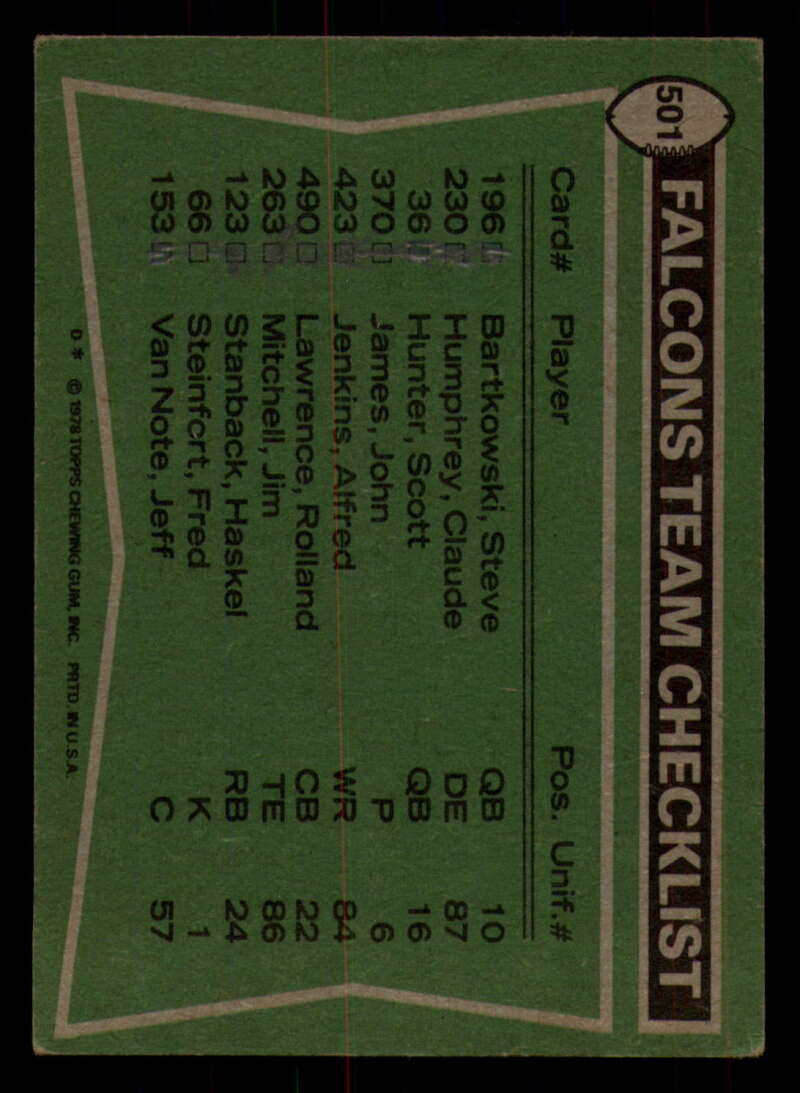 501 FALCONS TEAM CHECKLIST
Card# Player Pos. Unif.#
196 Bartkowski, Steve QB 10
230 Humphrey, Claude DE 87
36 Hunter, Scott QB 16
370 James, John P 6
423 Jenkins, Alfred WR 84
490 Lawrence, Rolland CB 22
263 Mitchell, Jim TE 86
123 Stanback, Haskel RB 24
66 Steinfort, Fred K 1
153 Van Note, Jeff C 57
D* © 1978 TOPPS CHEWING GUM, INC. PRTD. IN U.S.A.